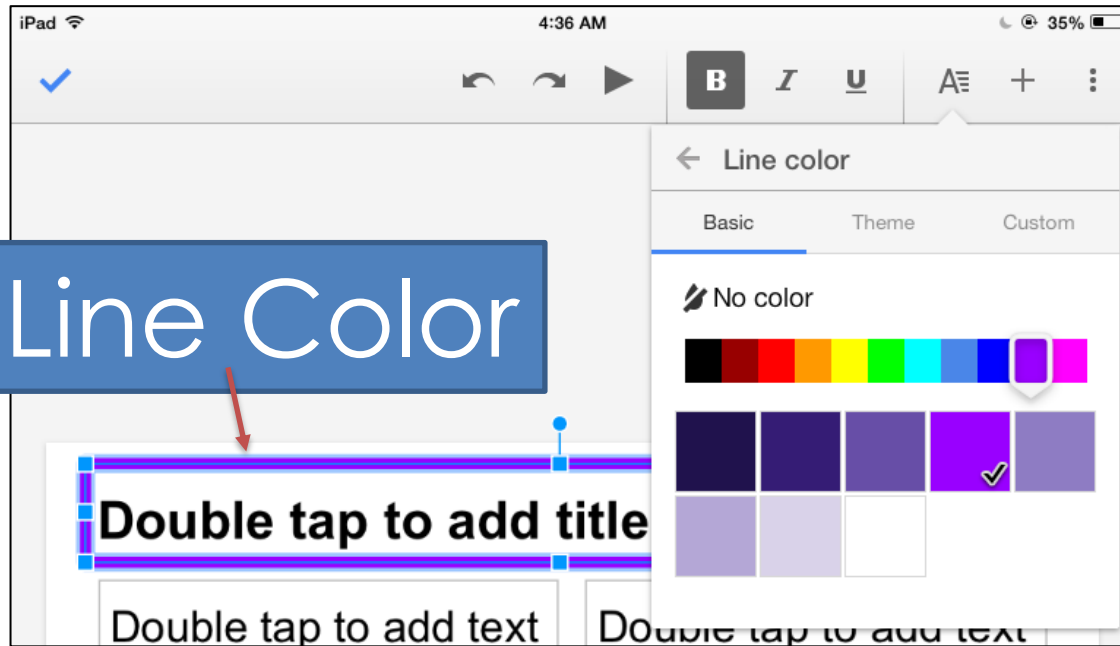 iPad 4:36 AM 35%
B I U A
Line color
Basic Theme Custom
No color
Line Color
Double tap to add title
Double tap to add text Double tap to add text